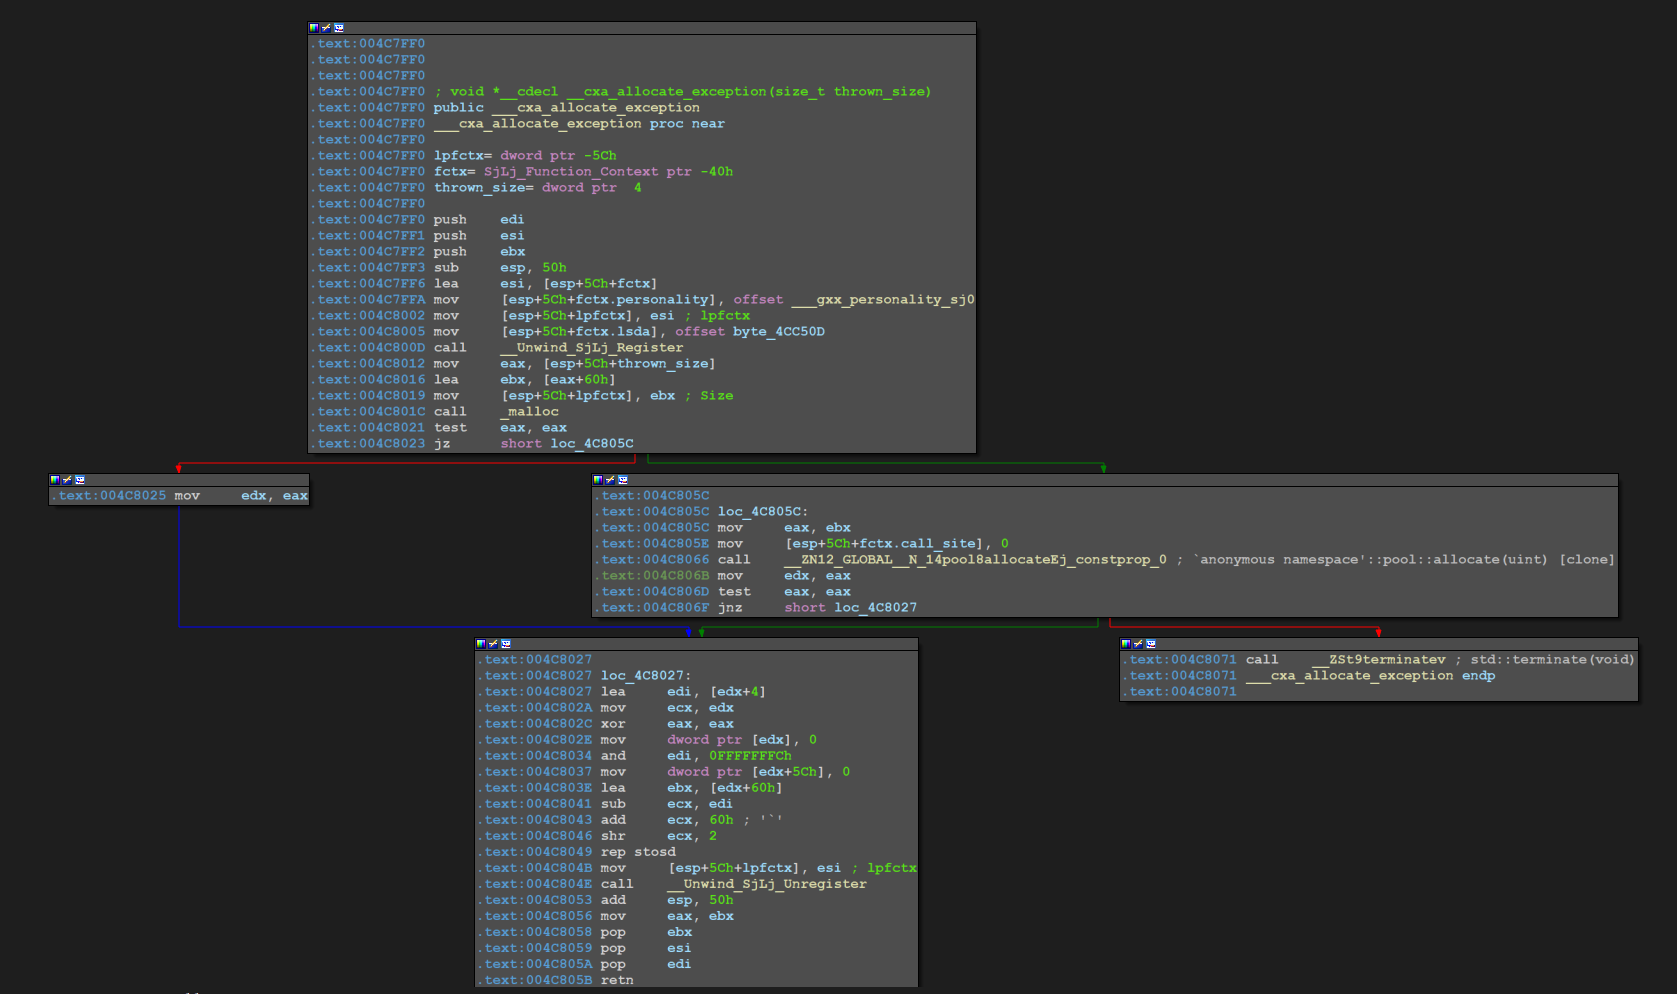 .text:004C7FF0
.text:004C7FF0
.text:004C7FF0
.text:004C7FF0 ; void *__cdecl __cxa_allocate_exception(size_t thrown_size)
.text:004C7FF0 public ___cxa_allocate_exception
.text:004C7FF0 ___cxa_allocate_exception proc near
.text:004C7FF0
.text:004C7FF0 lpfctx= dword ptr -5Ch
.text:004C7FF0 fctx= SjLj_Function_Context ptr -40h
.text:004C7FF0 thrown_size= dword ptr  4
.text:004C7FF0
.text:004C7FF0 push    edi
.text:004C7FF1 push    esi
.text:004C7FF2 push    ebx
.text:004C7FF3 sub     esp, 50h
.text:004C7FF6 lea     esi, [esp+5Ch+fctx]
.text:004C7FFA mov     [esp+5Ch+fctx.personality], offset ___gxx_personality_sj0
.text:004C8002 mov     [esp+5Ch+lpfctx], esi ; lpfctx
.text:004C8005 mov     [esp+5Ch+fctx.lsda], offset byte_4CC50D
.text:004C800D call    __Unwind_SjLj_Register
.text:004C8012 mov     eax, [esp+5Ch+thrown_size]
.text:004C8016 lea     ebx, [eax+60h]
.text:004C8019 mov     [esp+5Ch+lpfctx], ebx ; Size
.text:004C801C call    _malloc
.text:004C8021 test    eax, eax
.text:004C8023 jz      short loc_4C805C
.text:004C8025 mov     edx, eax
.text:004C805C
.text:004C805C loc_4C805C:
.text:004C805C mov     eax, ebx
.text:004C805E mov     [esp+5Ch+fctx.call_site], 0
.text:004C8066 call    __ZN12_GLOBAL__N_14pool8allocateEj_constprop_0 ; `anonymous namespace'::pool::allocate(uint) [clone]
.text:004C806B mov     edx, eax
.text:004C806D test    eax, eax
.text:004C806F jnz     short loc_4C8027
.text:004C8027
.text:004C8027 loc_4C8027:
.text:004C8027 lea     edi, [edx+4]
.text:004C802A mov     ecx, edx
.text:004C802C xor     eax, eax
.text:004C802E mov     dword ptr [edx], 0
.text:004C8034 and     edi, 0FFFFFFFCh
.text:004C8037 mov     dword ptr [edx+5Ch], 0
.text:004C803E lea     ebx, [edx+60h]
.text:004C8041 sub     ecx, edi
.text:004C8043 add     ecx, 60h ; '`'
.text:004C8046 shr     ecx, 2
.text:004C8049 rep stosd
.text:004C804B mov     [esp+5Ch+lpfctx], esi ; lpfctx
.text:004C804E call    __Unwind_SjLj_Unregister
.text:004C8053 add     esp, 50h
.text:004C8056 mov     eax, ebx
.text:004C8058 pop     ebx
.text:004C8059 pop     esi
.text:004C805A pop     edi
.text:004C805B retn
.text:004C8071 call    __ZSt9terminatev ; std::terminate(void)
.text:004C8071 ___cxa_allocate_exception endp
.text:004C8071